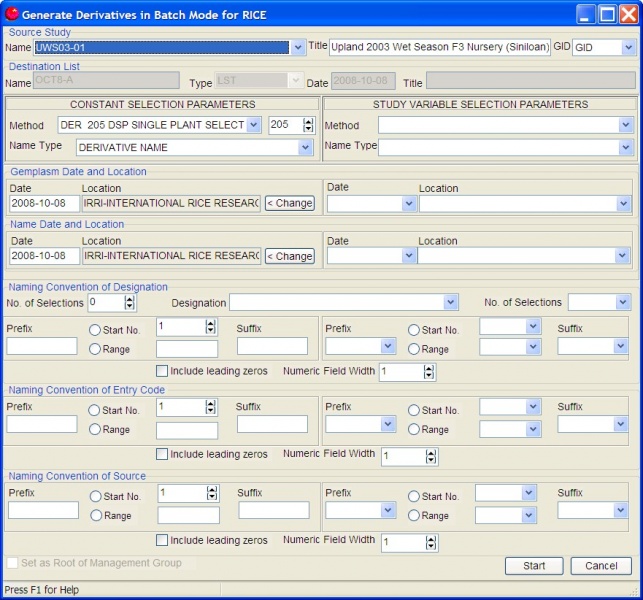 Generate Derivatives in Batch Mode for RICE
Source Study
Name UWS03-01 Title Upland 2003 Wet Season F3 Nursery (Siniloan) GID GID
Destination List
Name OCT8-A Type LST Date 2008-10-08 Title
CONSTANT SELECTION PARAMETERS STUDY VARIABLE SELECTION PARAMETERS
Method DER 205 DSP SINGLE PLANT SELECT 205 Method
Name Type DERIVATIVE NAME Name Type
Gemplasm Date and Location
Date Location Date Location
2008-10-08 IRRI-INTERNATIONAL RICE RESEARC < Change
Name Date and Location
Date Location Date Location
2008-10-08 IRRI-INTERNATIONAL RICE RESEARC < Change
Naming Convention of Designation
No. of Selections 0 Designation No. of Selections
Prefix Start No. 1 Suffix Prefix Start No. Suffix
Range Range
Include leading zeros Numeric Field Width 1
Naming Convention of Entry Code
Prefix Start No. 1 Suffix Prefix Start No. Suffix
Range Range
Include leading zeros Numeric Field Width 1
Naming Convention of Source
Prefix Start No. 1 Suffix Prefix Start No. Suffix
Range Range
Include leading zeros Numeric Field Width 1
Set as Root of Management Group Start Cancel
Press F1 for Help